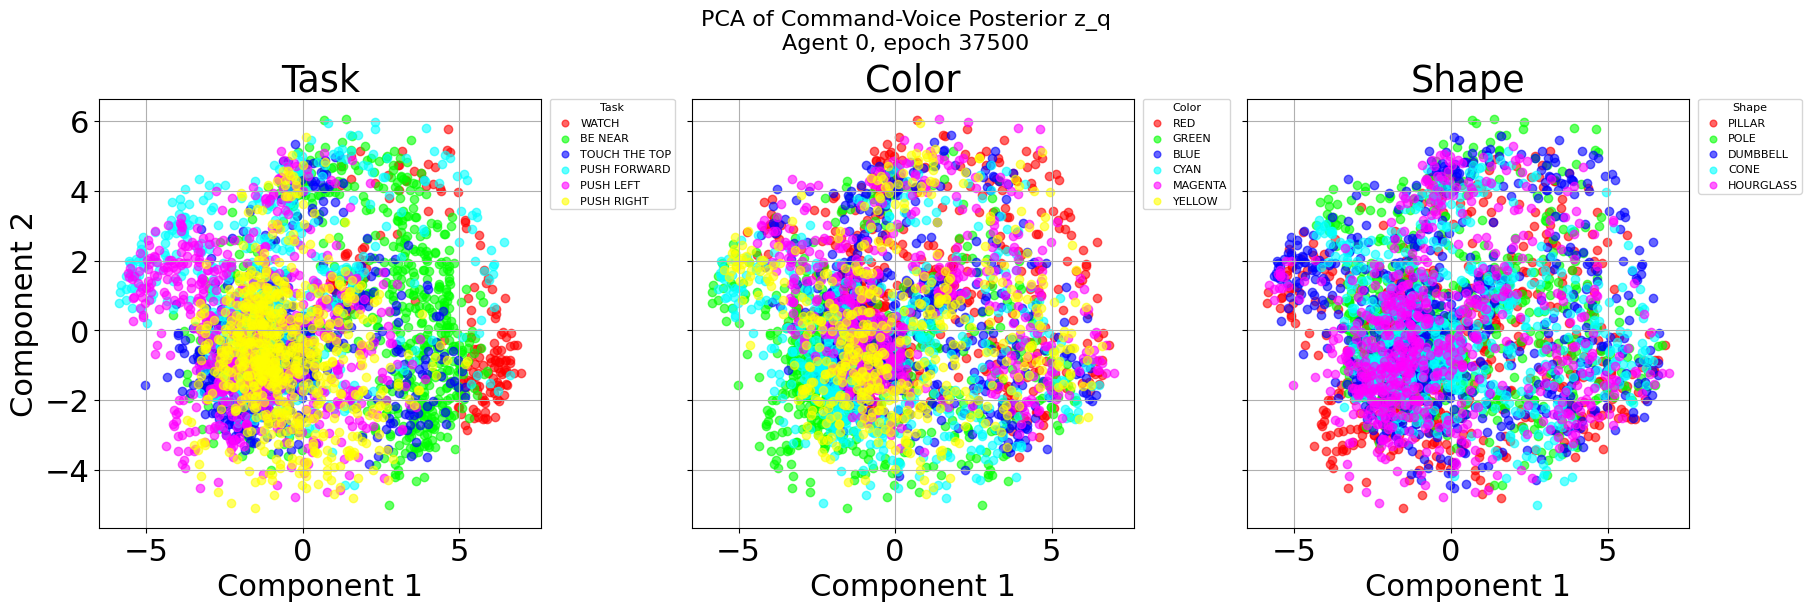 PCA of Command-Voice Posterior z_q
Agent 0, epoch 37500
Task
Color
Shape
Task
WATCH
BE NEAR
TOUCH THE TOP
PUSH FORWARD
PUSH LEFT
PUSH RIGHT
Color
RED
GREEN
BLUE
CYAN
MAGENTA
YELLOW
Shape
PILLAR
POLE
DUMBBELL
CONE
HOURGLASS
6
4
2
0
−2
−4
Component 2
−5 0 5
−5 0 5
−5 0 5
Component 1
Component 1
Component 1